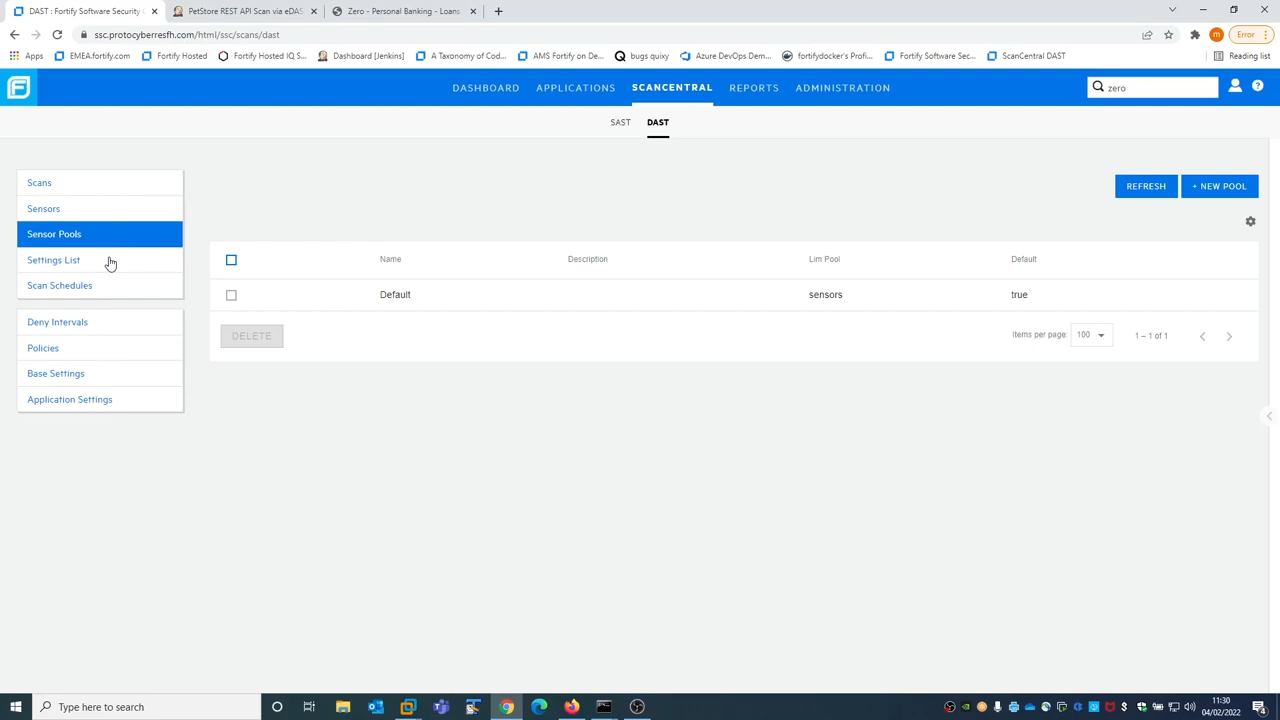 DAST : Fortify Software Security C
PetStore REST API Scan via eDAS
Zero - Personal Banking - Loans
ssc.protocyberresfh.com/html/ssc/scans/dast
Error
Apps
EMEA.fortify.com
Fortify Hosted
Fortify Hosted IQ S...
Dashboard [Jenkins]
A Taxonomy of Cod...
AMS Fortify on De...
bugs quixy
Azure DevOps Dem...
fortifydocker's Profi...
Fortify Software Sec...
ScanCentral DAST
Reading list
F
DASHBOARD
APPLICATIONS
SCANCENTRAL
REPORTS
ADMINISTRATION
zero
SAST
DAST
Scans
Sensors
Sensor Pools
Settings List
Scan Schedules
Deny Intervals
Policies
Base Settings
Application Settings
REFRESH
+ NEW POOL
Name Description Lim Pool Default
Default sensors true
DELETE
Items per page: 100
1 – 1 of 1
Type here to search
11:30
04/02/2022